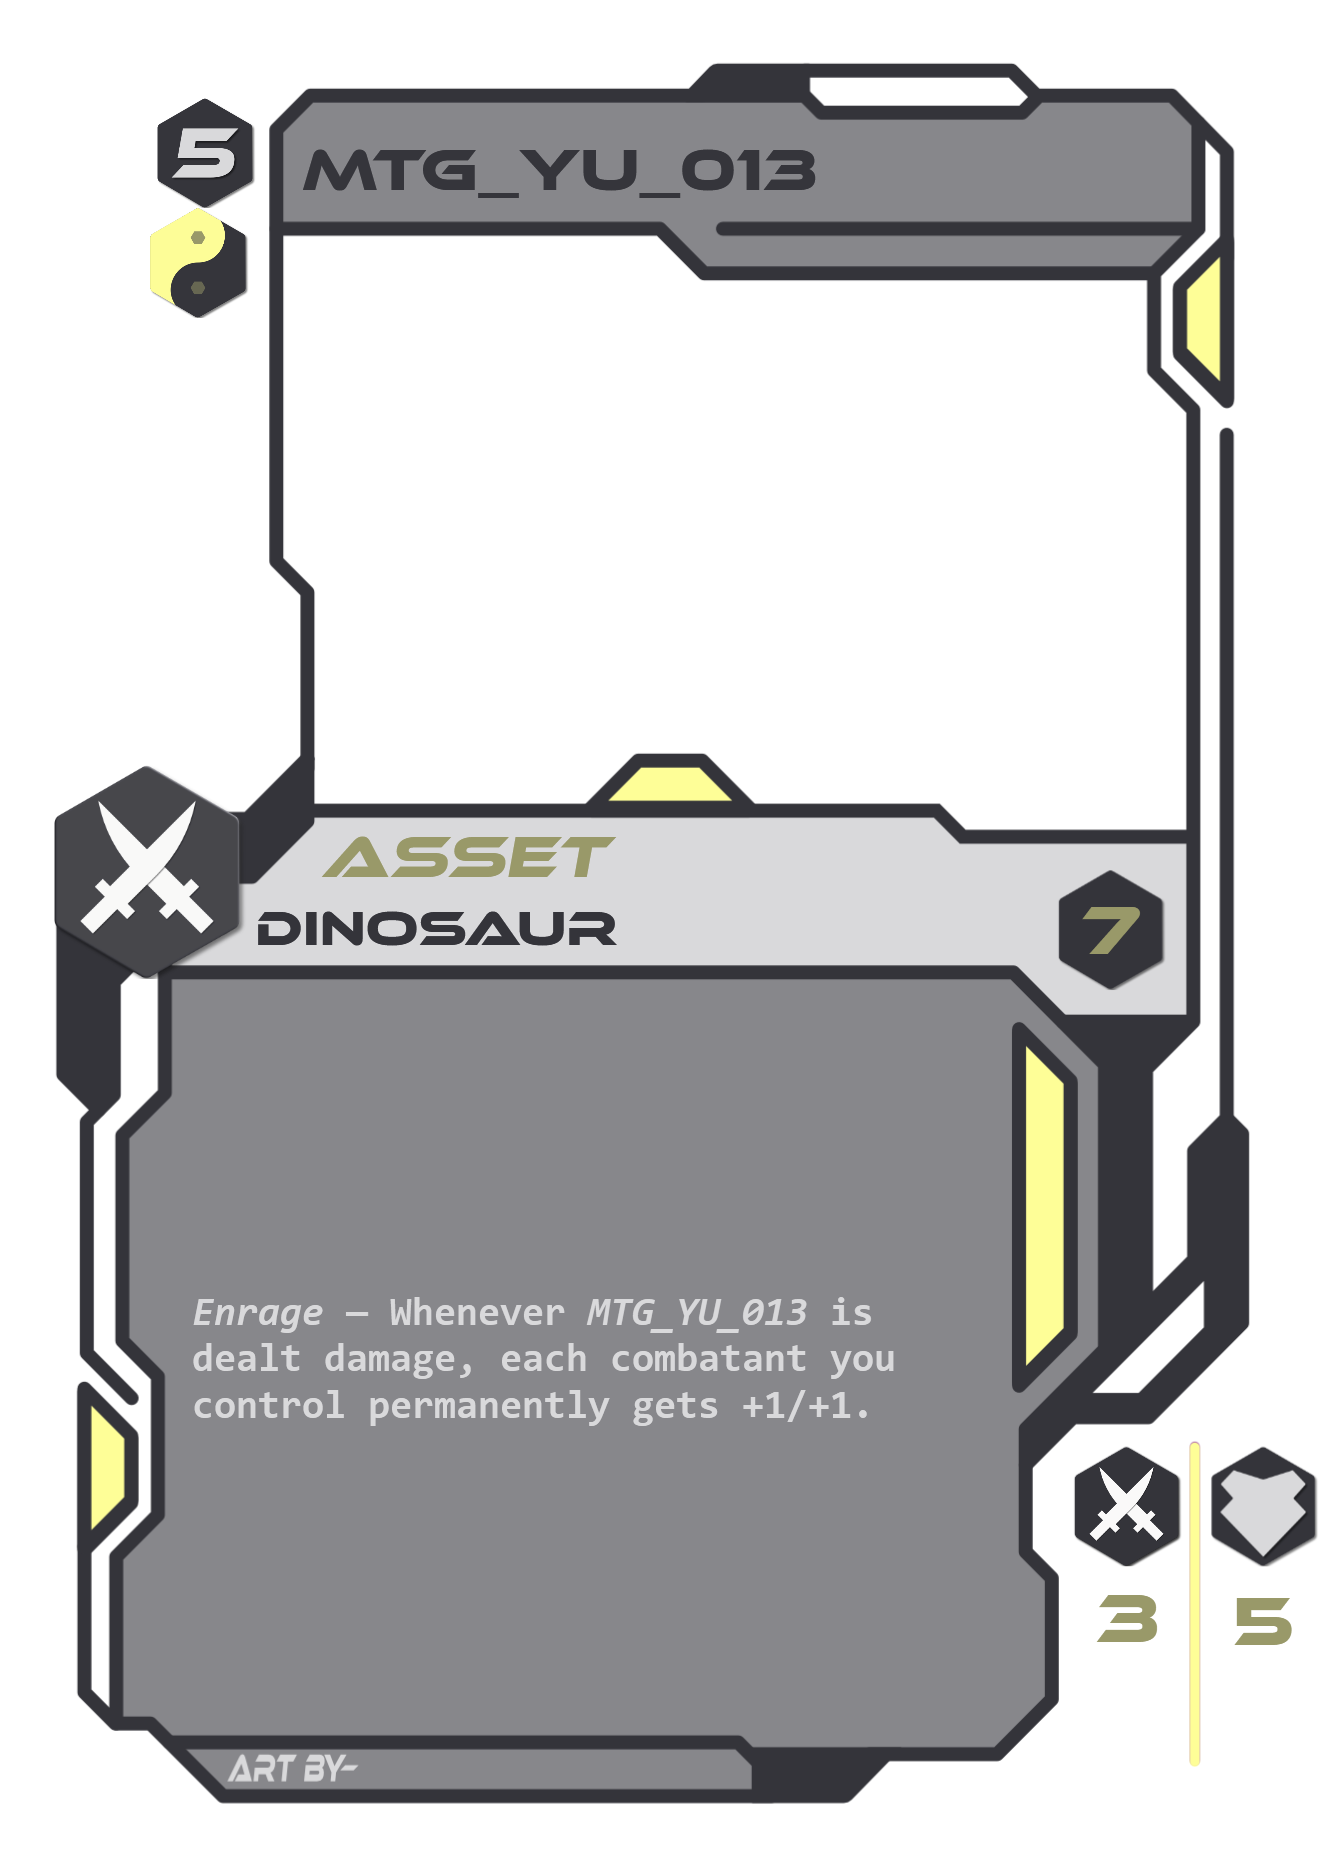 5
MTG_YU_013
ASSET
DINOSAUR
7
Enrage — Whenever MTG_YU_013 is
dealt damage, each combatant you
control permanently gets +1/+1.
3
5
ART BY-